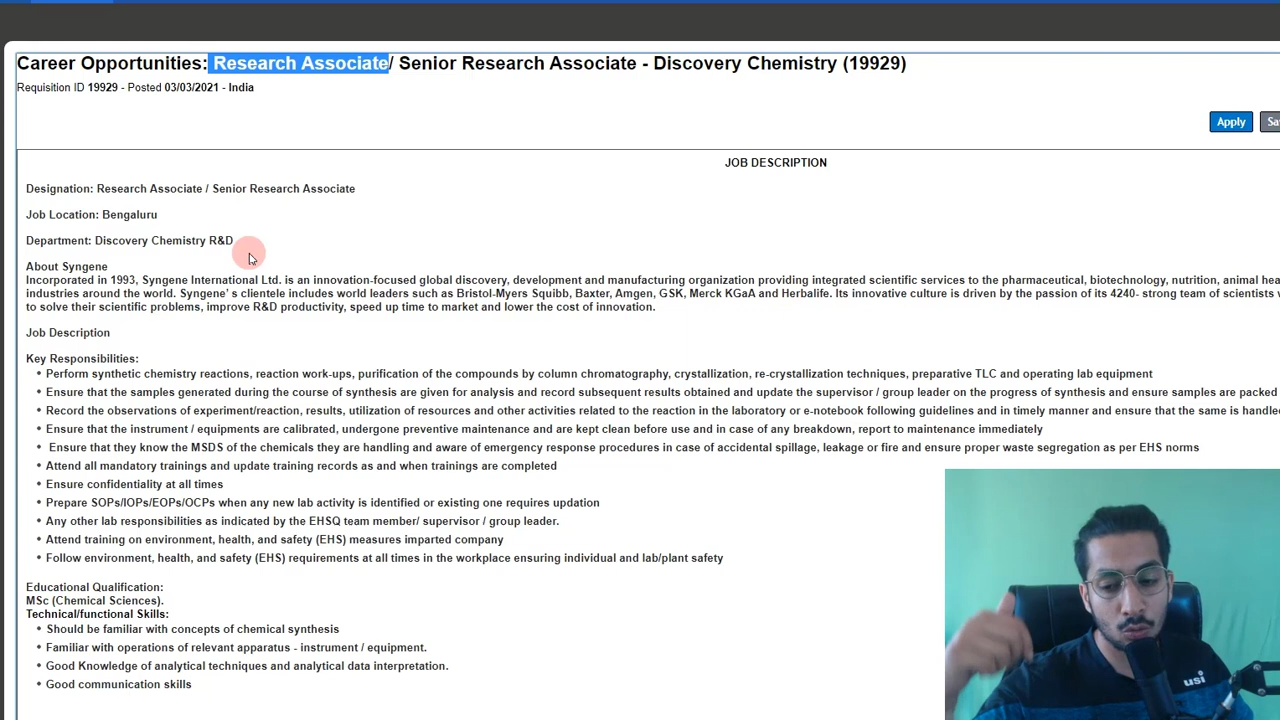 Career Opportunities: Research Associate/ Senior Research Associate - Discovery Chemistry (19929)
Requisition ID 19929 - Posted 03/03/2021 - India
Apply
JOB DESCRIPTION
Designation: Research Associate / Senior Research Associate
Job Location: Bengaluru
Department: Discovery Chemistry R&D
About Syngene
Incorporated in 1993, Syngene International Ltd. is an innovation-focused global discovery, development and manufacturing organization providing integrated scientific services to the pharmaceutical, biotechnology, nutrition, animal
industries around the world. Syngene' s clientele includes world leaders such as Bristol-Myers Squibb, Baxter, Amgen, GSK, Merck KGaA and Herbalife. Its innovative culture is driven by the passion of its 4240- strong team of scientists
to solve their scientific problems, improve R&D productivity, speed up time to market and lower the cost of innovation.
Job Description
Key Responsibilities:
• Perform synthetic chemistry reactions, reaction work-ups, purification of the compounds by column chromatography, crystallization, re-crystallization techniques, preparative TLC and operating lab equipment
• Ensure that the samples generated during the course of synthesis are given for analysis and record subsequent results obtained and update the supervisor / group leader on the progress of synthesis and ensure samples are packed
• Record the observations of experiment/reaction, results, utilization of resources and other activities related to the reaction in the laboratory or e-notebook following guidelines and in timely manner and ensure that the same is
• Ensure that the instrument / equipments are calibrated, undergone preventive maintenance and are kept clean before use and in case of any breakdown, report to maintenance immediately
• Ensure that they know the MSDS of the chemicals they are handling and aware of emergency response procedures in case of accidental spillage, leakage or fire and ensure proper waste segregation as per EHS norms
• Attend all mandatory trainings and update training records as and when trainings are completed
• Ensure confidentiality at all times
• Prepare SOPs/IOPs/EOPs/OCPs when any new lab activity is identified or existing one requires updation
• Any other lab responsibilities as indicated by the EHSQ team member/ supervisor / group leader.
• Attend training on environment, health, and safety (EHS) measures imparted company
• Follow environment, health, and safety (EHS) requirements at all times in the workplace ensuring individual and lab/plant safety
Educational Qualification:
MSc (Chemical Sciences).
Technical/functional Skills:
• Should be familiar with concepts of chemical synthesis
• Familiar with operations of relevant apparatus - instrument / equipment.
• Good Knowledge of analytical techniques and analytical data interpretation.
• Good communication skills
usi